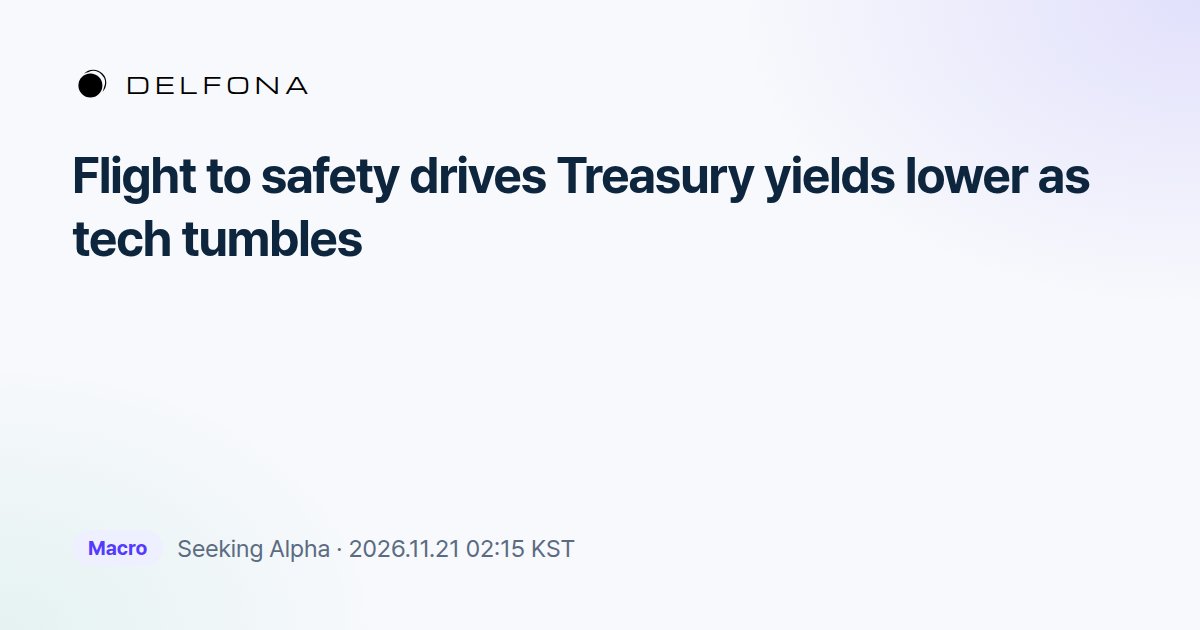 DELFONA
Flight to safety drives Treasury yields lower as
tech tumbles
Macro Seeking Alpha · 2026.11.21 02:15 KST